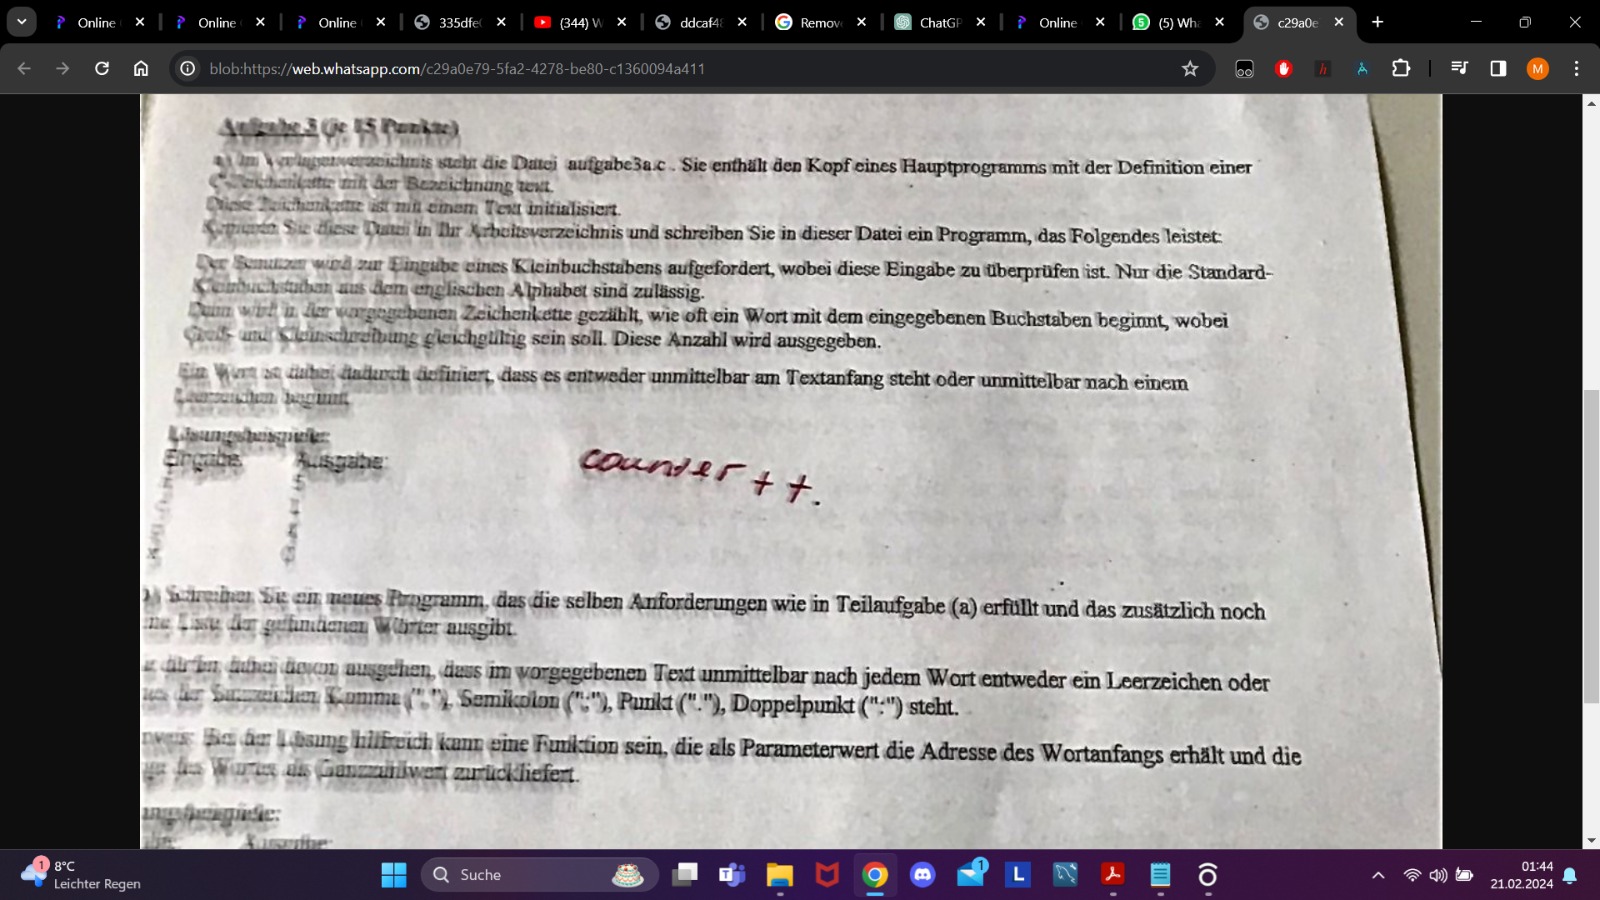 Online
Online
Online
335dfe
(344) W
ddcaf48
Remov
ChatGP
Online
(5) Wha
c29a0e
blob:https://web.whatsapp.com/c29a0e79-5fa2-4278-be80-c1360094a411
M
Aufgabe 3 (je 15 Punkte)
a) Im Vorlagenverzeichnis steht die Datei aufgabe3a.c . Sie enthält den Kopf eines Hauptprogramms mit der Definition einer
C-Zeichenkette mit der Bezeichnung text.
Diese Zeichenkette ist mit einem Text initialisiert.
Kopieren Sie diese Datei in Ihr Arbeitsverzeichnis und schreiben Sie in dieser Datei ein Programm, das Folgendes leistet:
Der Benutzer wird zur Eingabe eines Kleinbuchstabens aufgefordert, wobei diese Eingabe zu überprüfen ist. Nur die Standard-
Kleinbuchstaben aus dem englischen Alphabet sind zulässig.
Dann wird in der vorgegebenen Zeichenkette gezählt, wie oft ein Wort mit dem eingegebenen Buchstaben beginnt, wobei
Groß- und Kleinschreibung gleichgültig sein soll. Diese Anzahl wird ausgegeben.
Ein Wort ist dabei dadurch definiert, dass es entweder unmittelbar am Textanfang steht oder unmittelbar nach einem
Leerzeichen beginnt.
Lösungsbeispiele:
Eingabe: Ausgabe:
counter ++.
) Schreiben Sie ein neues Programm, das die selben Anforderungen wie in Teilaufgabe (a) erfüllt und das zusätzlich noch
ine Liste der gefundenen Wörter ausgibt.
dürfen dabei davon ausgehen, dass im vorgegebenen Text unmittelbar nach jedem Wort entweder ein Leerzeichen oder
der Satzzeichen Komma (","), Semikolon (";"), Punkt ("."), Doppelpunkt (":") steht.
weis: Bei der Lösung hilfreich kann eine Funktion sein, die als Parameterwert die Adresse des Wortanfangs erhält und die
des Wortes als Ganzzahlwert zurückliefert.
ungsbeispiele:
Ausgabe:
1
8°C
Leichter Regen
Suche
1
L
01:44
21.02.2024